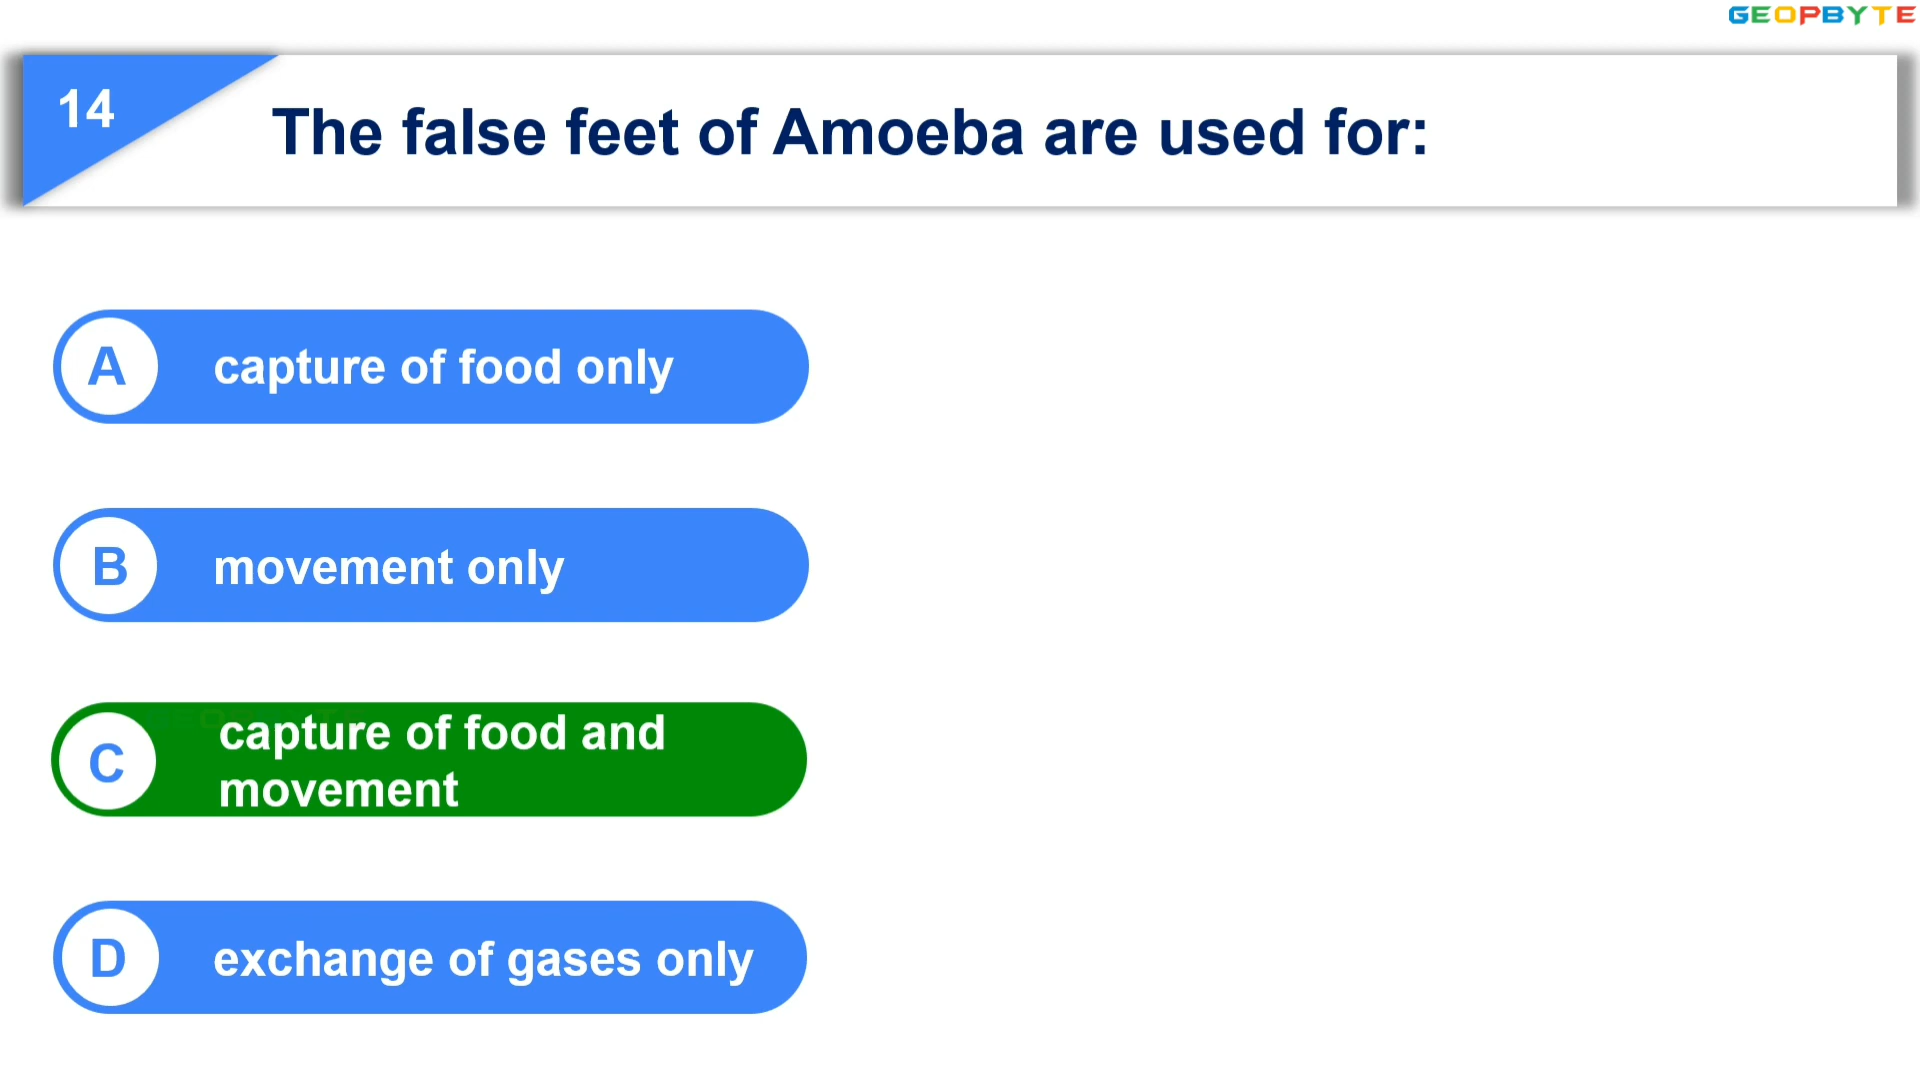 GEOPBYTE
14
The false feet of Amoeba are used for:
A
capture of food only
B
movement only
C
capture of food and
movement
D
exchange of gases only